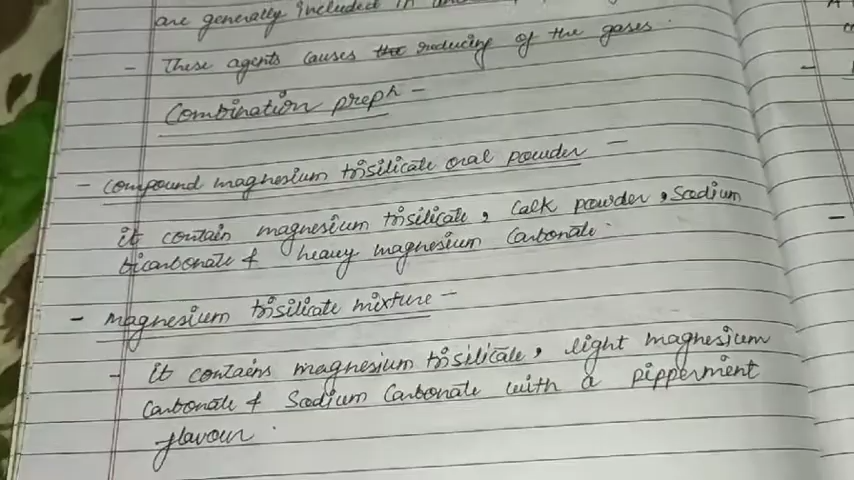 are generally included in
- These agents causes reducing of the gases.
Combination prepn -
- compound magnesium trisilicate oral powder -
it contain magnesium trisilicate, calk powder, Sodium
bicarbonate & heavy magnesium Carbonate.
- magnesium trisilicate mixture -
- it contains magnesium trisilicate, light magnesium
Carbonate & Sodium Carbonate with a pipperment
flavour.